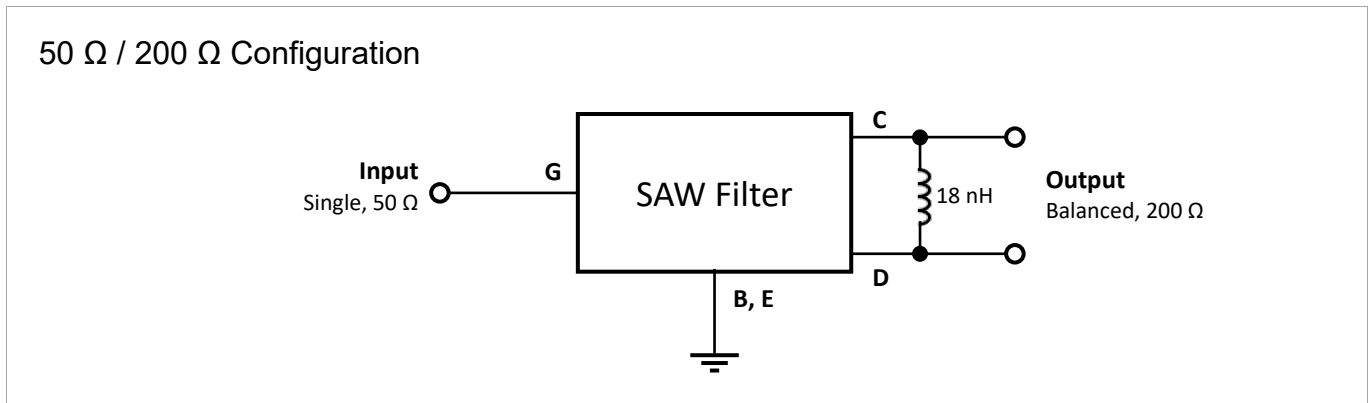 50 Ω / 200 Ω Configuration
Input
Single, 50 Ω
G
SAW Filter
B, E
C
D
18 nH
Output
Balanced, 200 Ω